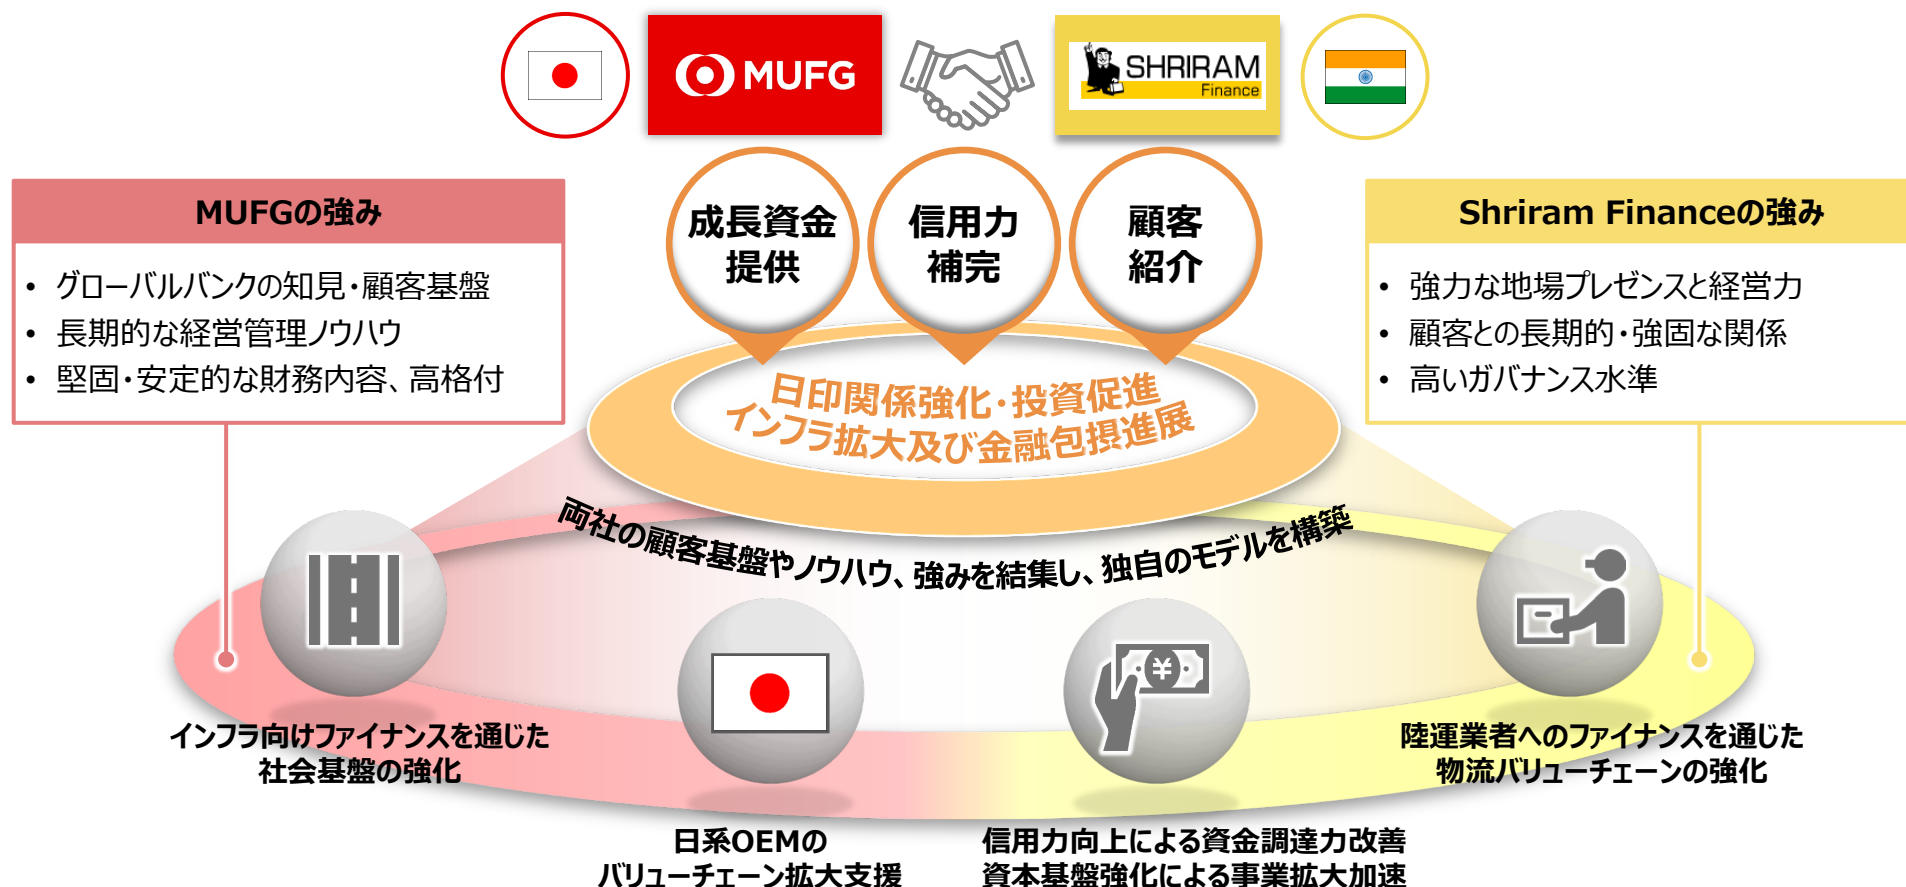 MUFG
SHRIRAM
Finance
成長資金
提供
信用力
補完
顧客
紹介
MUFGの強み
• グローバルバンクの知見・顧客基盤
• 長期的な経営管理ノウハウ
• 堅固・安定的な財務内容、高格付
Shriram Financeの強み
• 強力な地場プレゼンスと経営力
• 顧客との長期的・強固な関係
• 高いガバナンス水準
日印関係強化・投資促進
インフラ拡大及び金融包摂進展
両社の顧客基盤やノウハウ、強みを結集し、独自のモデルを構築
¥
インフラ向けファイナンスを通じた
社会基盤の強化
日系OEMの
バリューチェーン拡大支援
信用力向上による資金調達力改善
資本基盤強化による事業拡大加速
陸運業者へのファイナンスを通じた
物流バリューチェーンの強化